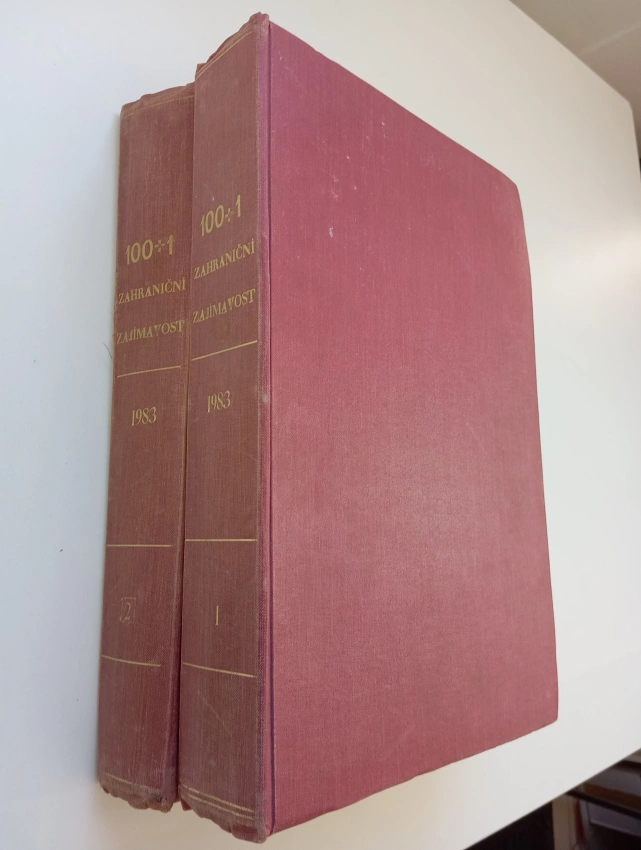 100+1
ZAHRANIČNÍ
ZAJÍMAVOST
1983
2
100+1
ZAHRANIČNÍ
ZAJÍMAVOST
1983
1